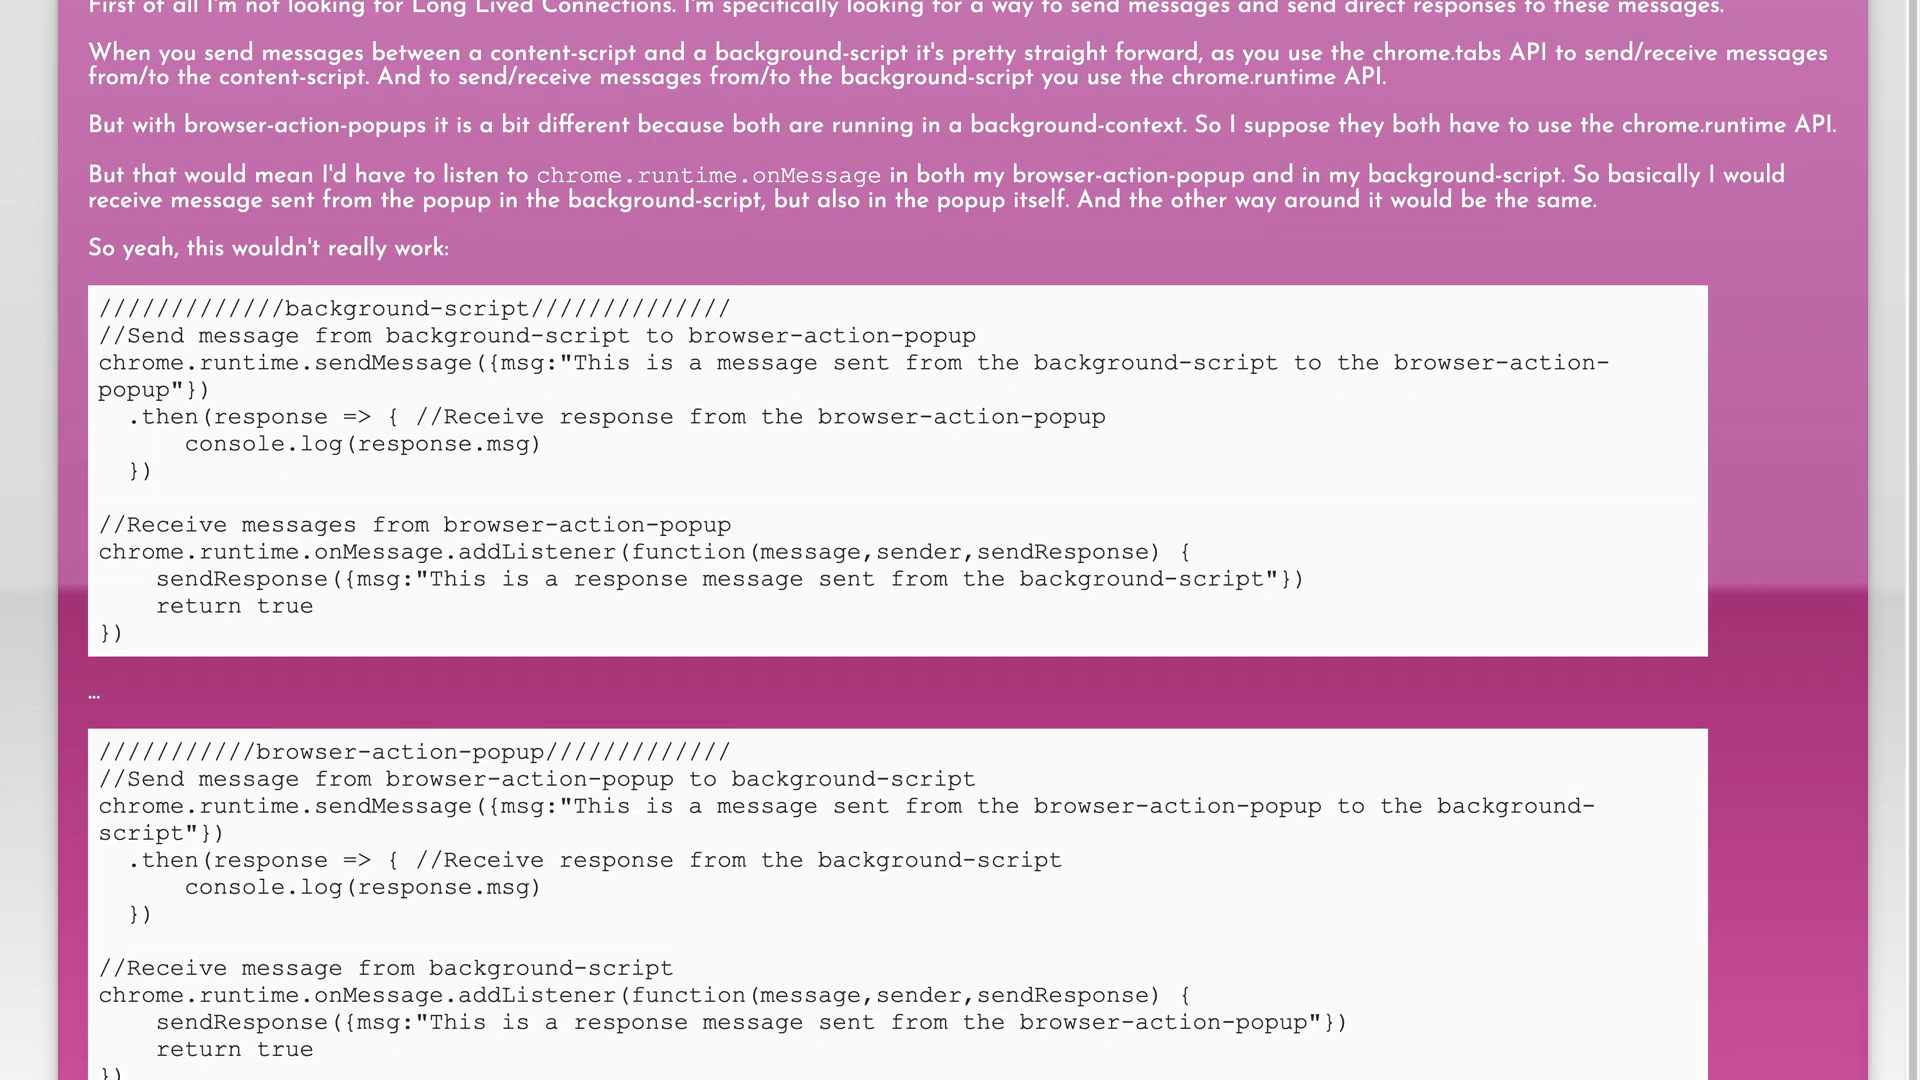 First of all I'm not looking for Long Lived Connections. I'm specifically looking for a way to send messages and send direct responses to these messages.
When you send messages between a content-script and a background-script it's pretty straight forward, as you use the chrome.tabs API to send/receive messages
from/to the content-script. And to send/receive messages from/to the background-script you use the chrome.runtime API.
But with browser-action-popups it is a bit different because both are running in a background-context. So I suppose they both have to use the chrome.runtime API.
But that would mean I'd have to listen to chrome.runtime.onMessage in both my browser-action-popup and in my background-script. So basically I would
receive message sent from the popup in the background-script, but also in the popup itself. And the other way around it would be the same.
So yeah, this wouldn't really work:
/////////////background-script//////////////
//Send message from background-script to browser-action-popup
chrome.runtime.sendMessage({msg:"This is a message sent from the background-script to the browser-action-
popup"})
  .then(response => { //Receive response from the browser-action-popup
      console.log(response.msg)
  })
//Receive messages from browser-action-popup
chrome.runtime.onMessage.addListener(function(message,sender,sendResponse) {
    sendResponse({msg:"This is a response message sent from the background-script"})
    return true
})
...
///////////browser-action-popup/////////////
//Send message from browser-action-popup to background-script
chrome.runtime.sendMessage({msg:"This is a message sent from the browser-action-popup to the background-
script"})
  .then(response => { //Receive response from the background-script
      console.log(response.msg)
  })
//Receive message from background-script
chrome.runtime.onMessage.addListener(function(message,sender,sendResponse) {
    sendResponse({msg:"This is a response message sent from the browser-action-popup"})
    return true
})